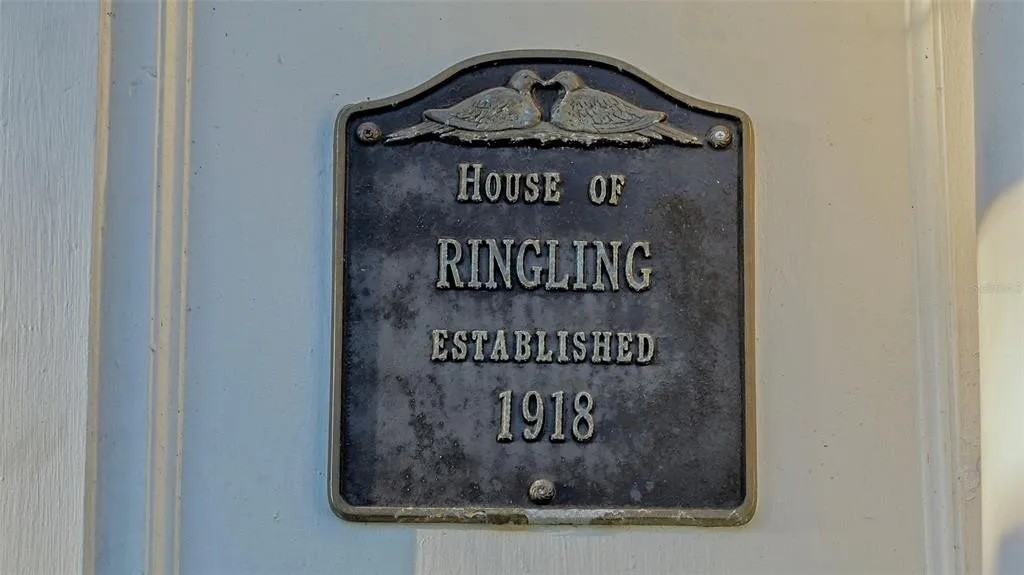 House of
RINGLING
ESTABLISHED
1918